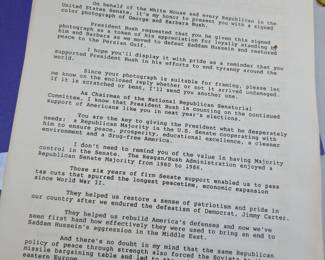 On behalf of the White House and every Republican in the
United States Senate, it's my honor to present you with a signed
color photograph of George and Barbara Bush.
President Bush requested that you be given this signed
photograph as a token of his appreciation for loyally standing by
him and Barbara as we moved to defeat Saddam Hussein and restored
peace to the Persian Gulf.
I hope you'll display it with pride as a reminder that you
supported President Bush in his efforts to end tyranny around the
world.
Since your photograph is suitable for framing, please let
me know on the enclosed reply whether or not it arrived undamaged.
If it is scratched or bent, I'll send you another one.
As Chairman of the National Republican Senatorial
Committee, I know that President Bush is counting on the continued
support of Americans like you in next year's elections.
You are the key to giving the President what he desperately
needs: a Republican Majority in the U.S. Senate cooperating with
him to ensure peace, prosperity, educational excellence, a cleaner
environment and a drug-free America.
I don't need to remind you of the value in having Majority
control in the Senate. The Reagan/Bush Administration enjoyed a
Republican Senate Majority from 1980 to 1986.
Those six years of firm Senate support enabled us to pass
tax cuts that spurred the longest peacetime, economic expansion
since World War II.
They helped us restore a sense of patriotism and pride in
our country after we endured the defeatism of Democrat Jimmy Carter.
They helped us rebuild America's defenses and now we've
seen first hand how effectively they were used to bring an end to
Saddam Hussein's aggression in the Middle East.
And there's no doubt in my mind that the same Republican
policy of peace through strength also forced the Soviets to
missile bargaining table and led to the
eastern Europe